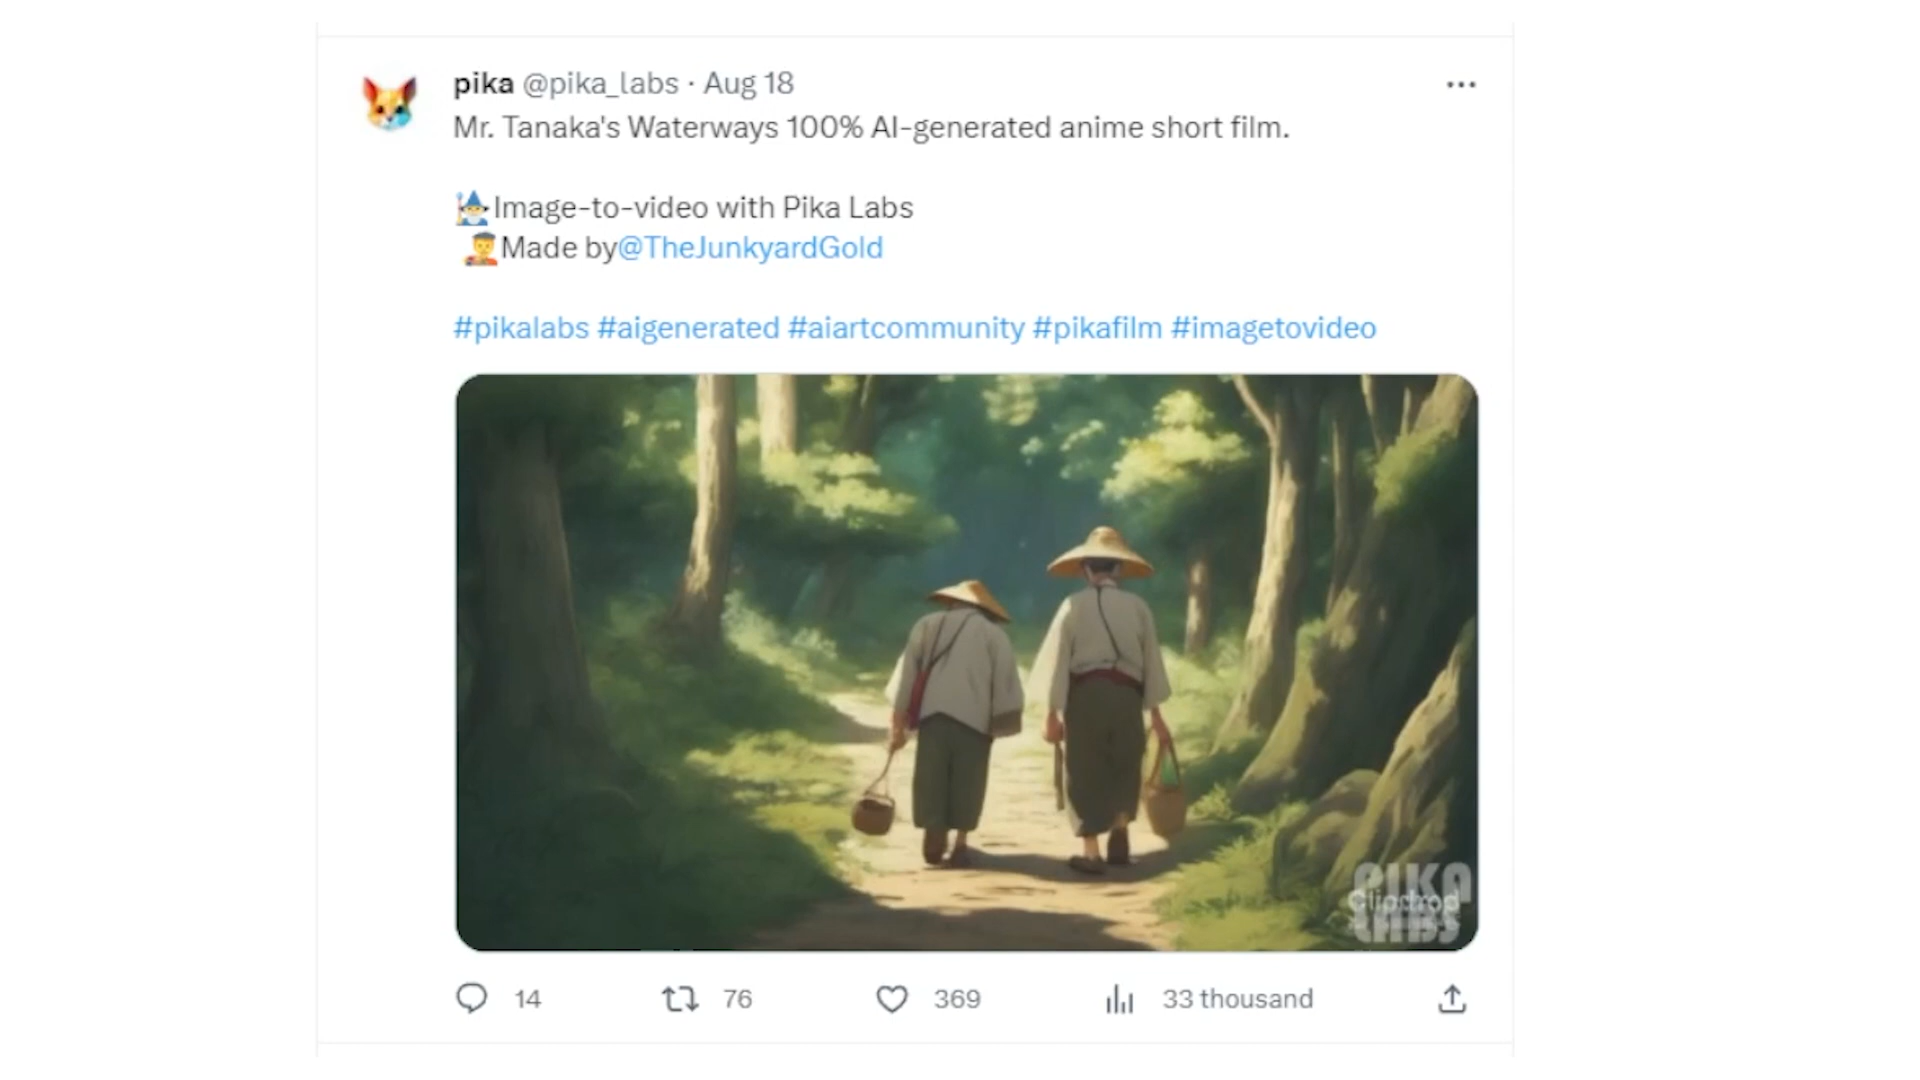 pika @pika_labs · Aug 18
Mr. Tanaka's Waterways 100% AI-generated anime short film.
🧙‍♂️Image-to-video with Pika Labs
👨‍🎨Made by@TheJunkyardGold
#pikalabs #aigenerated #aiartcommunity #pikafilm #imagetovideo
PIKA
Clipdrop
LABS
14 76 369 33 thousand